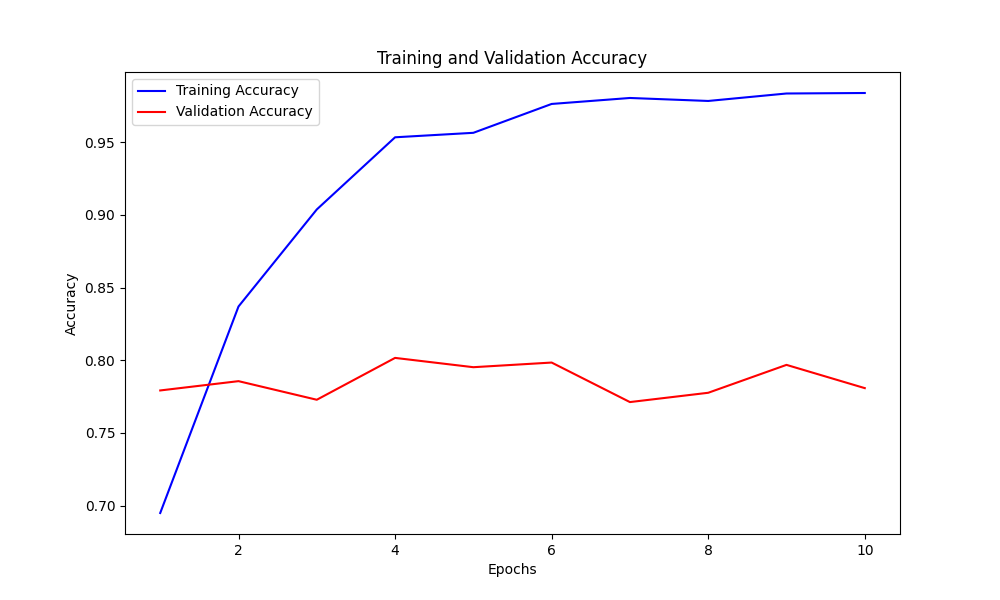 Training and Validation Accuracy
Training Accuracy
Validation Accuracy
0.95
0.90
0.85
0.80
0.75
0.70
Accuracy
2 4 6 8 10
Epochs